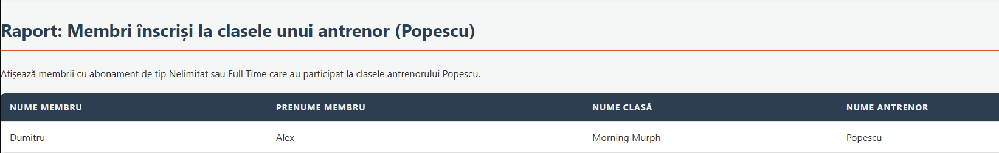 Raport: Membri înscriși la clasele unui antrenor (Popescu)
Afișează membrii cu abonament de tip Nelimitat sau Full Time care au participat la clasele antrenorului Popescu.
NUME MEMBRU PRENUME MEMBRU NUME CLASĂ NUME ANTRENOR
Dumitru Alex Morning Murph Popescu